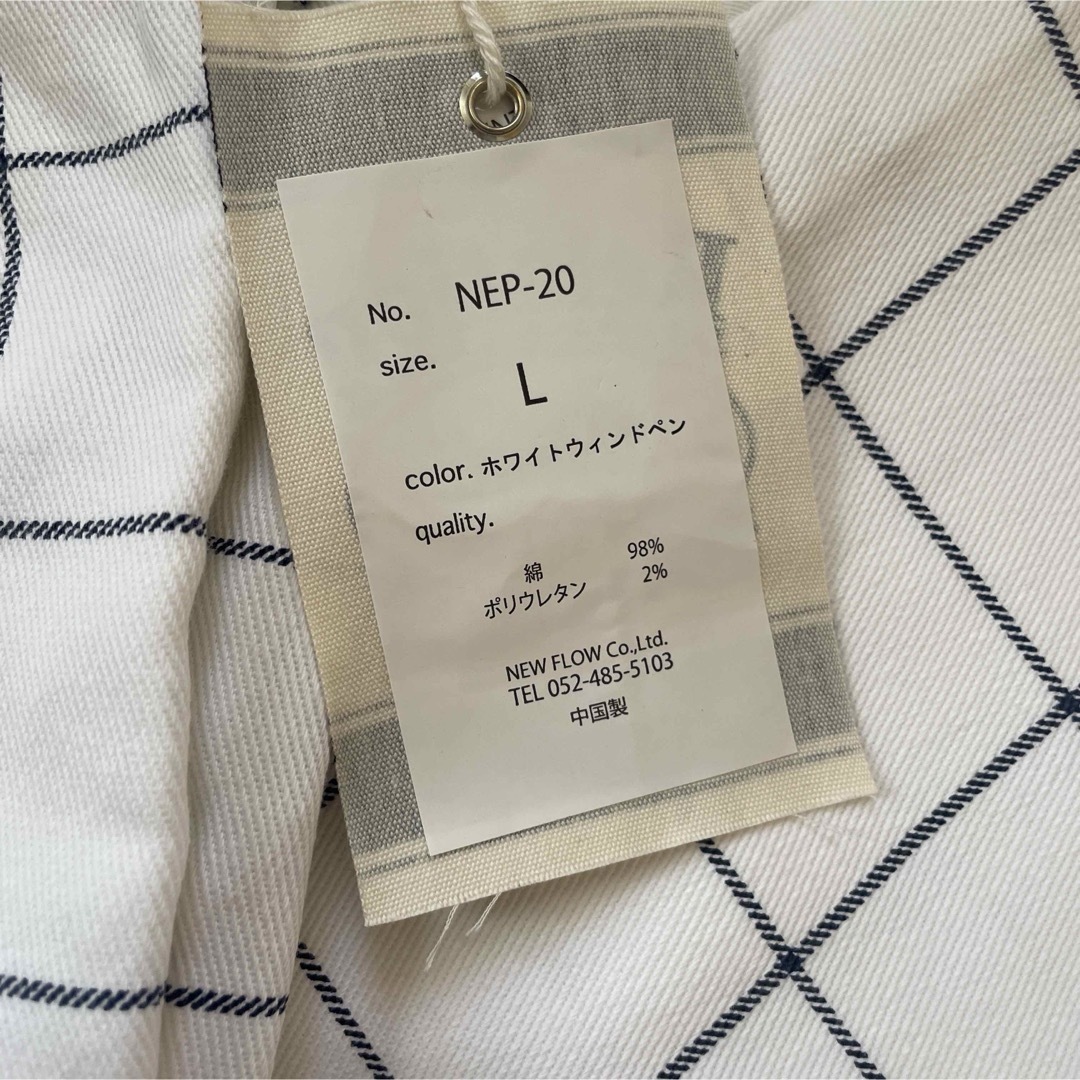 No. NEP-20
size. L
color. ホワイトウィンドペン
quality.
綿 98%
ポリウレタン 2%
NEW FLOW Co.,Ltd.
TEL 052-485-5103
中国製